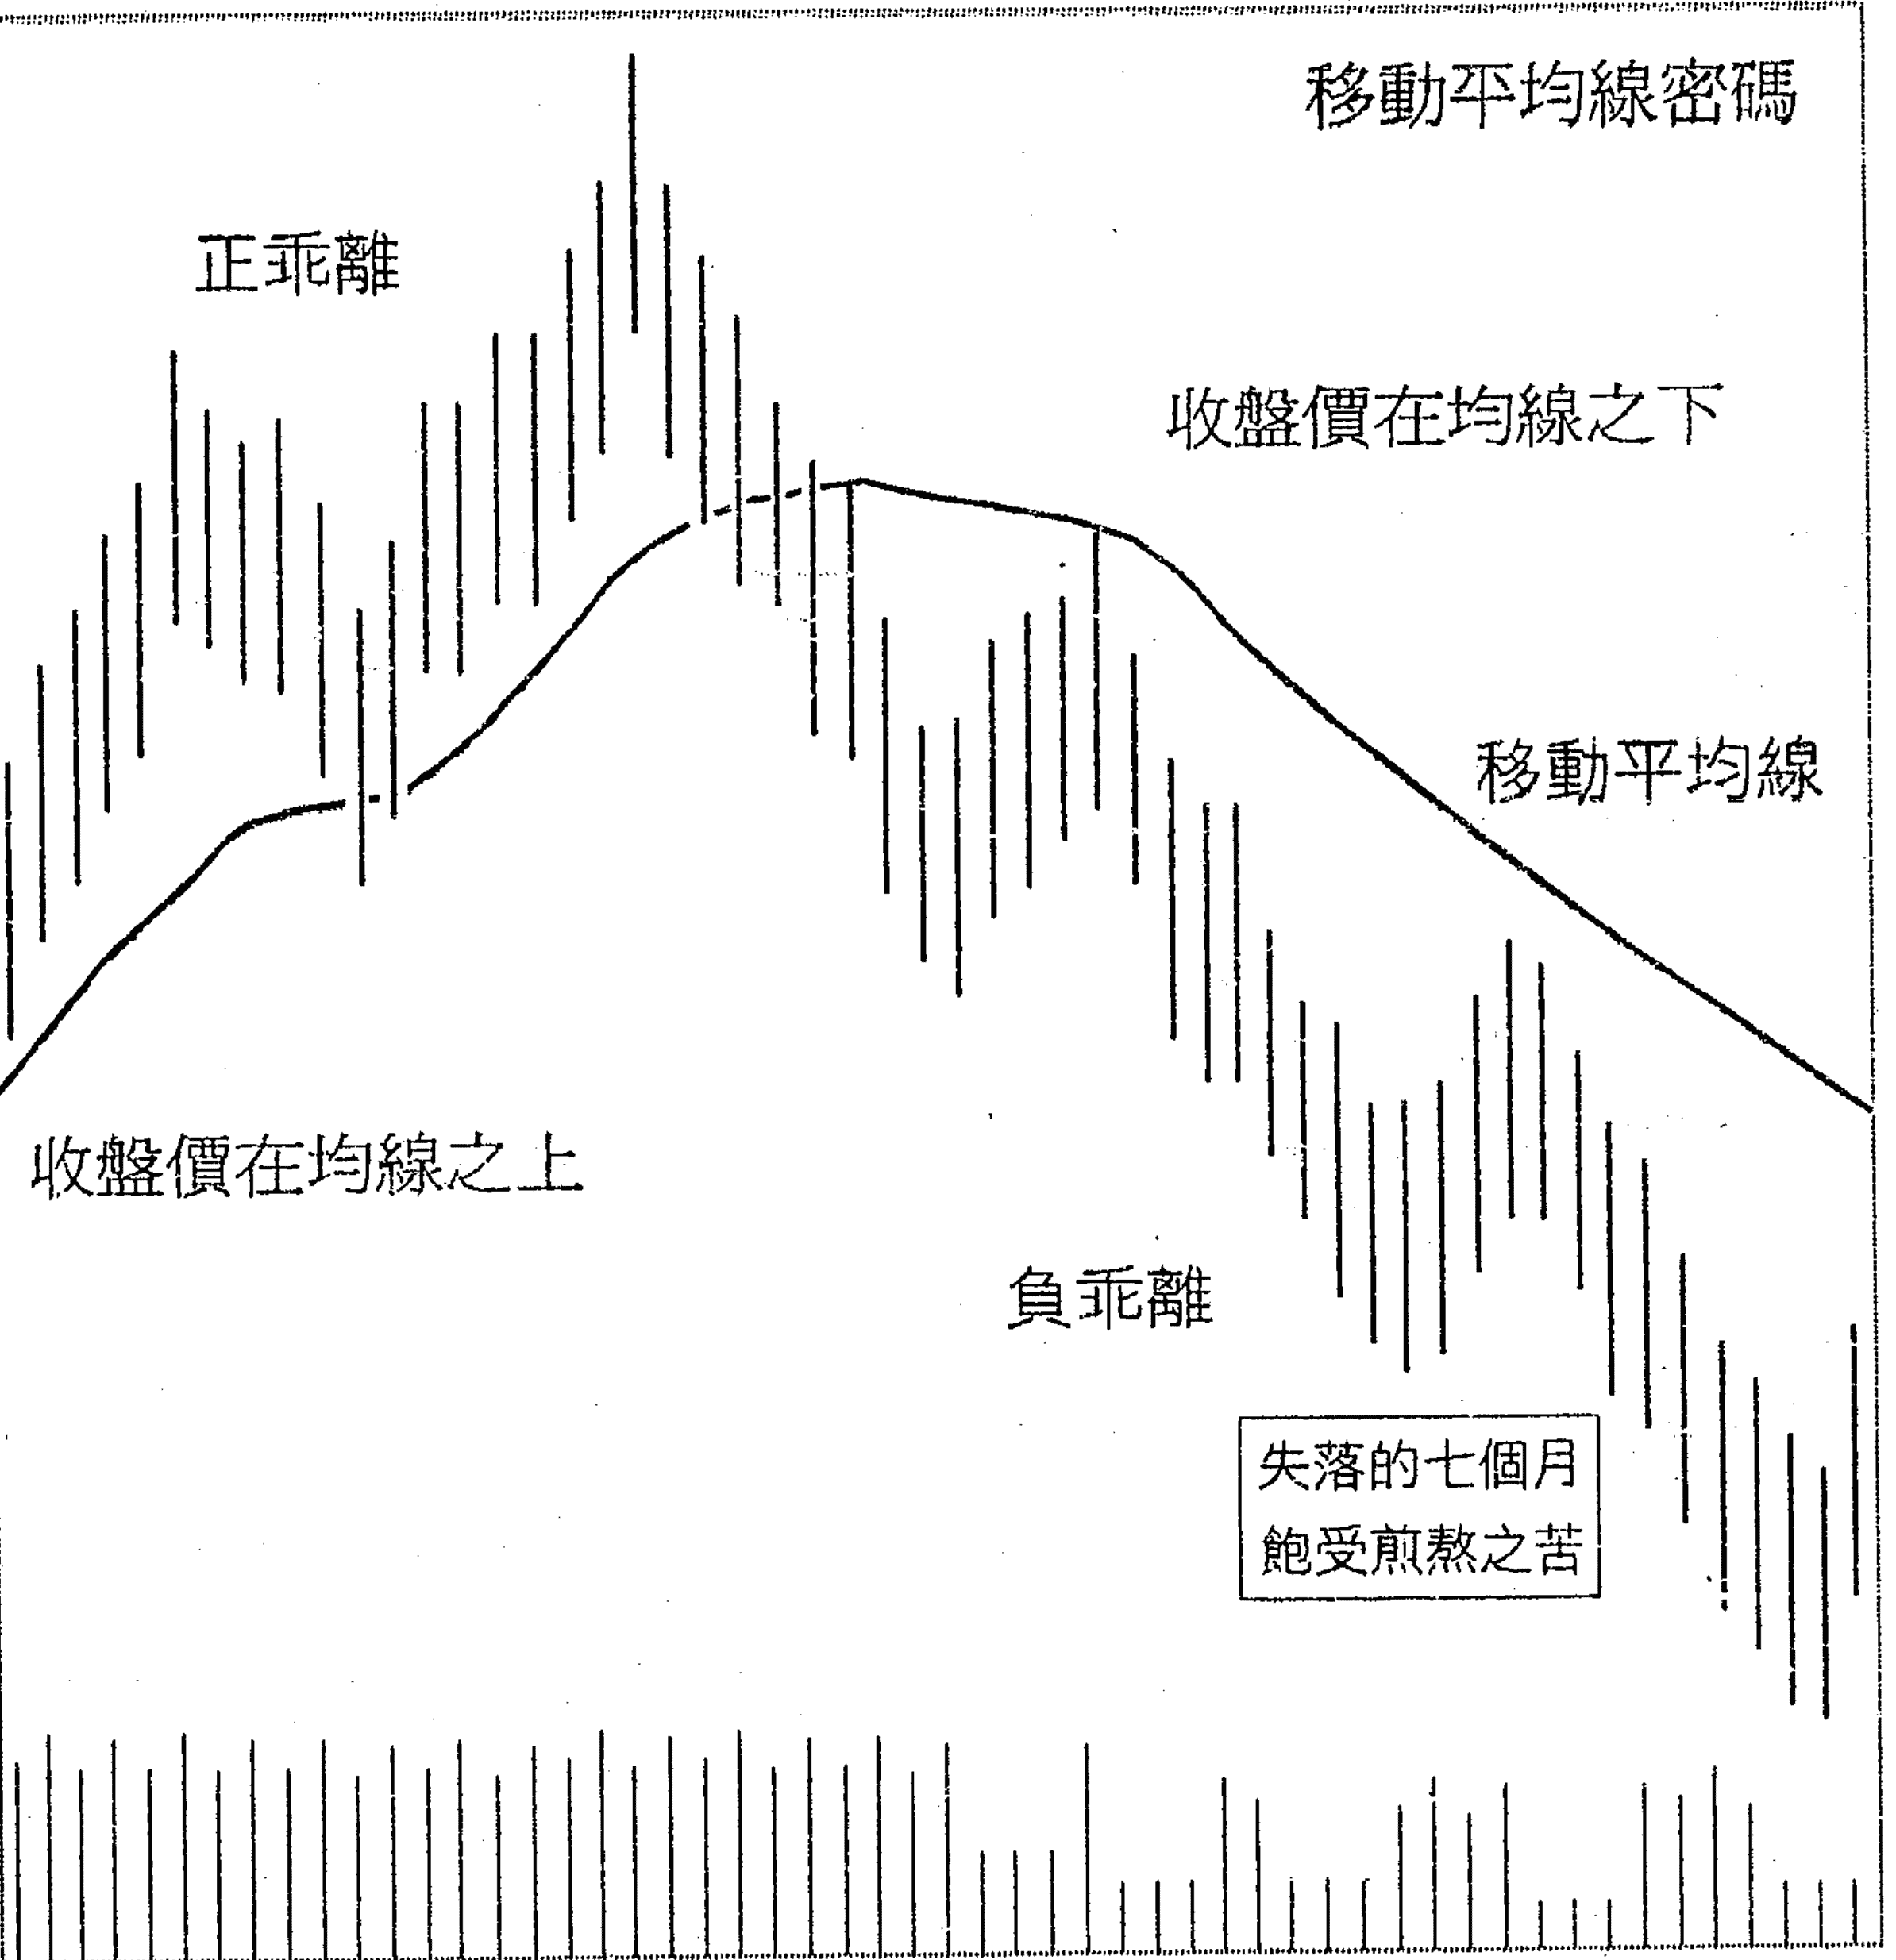 移動平均線密碼
正乖離
收盤價在均線之下
移動平均線
收盤價在均線之上
負乖離
失落的七個月
飽受煎熬之苦